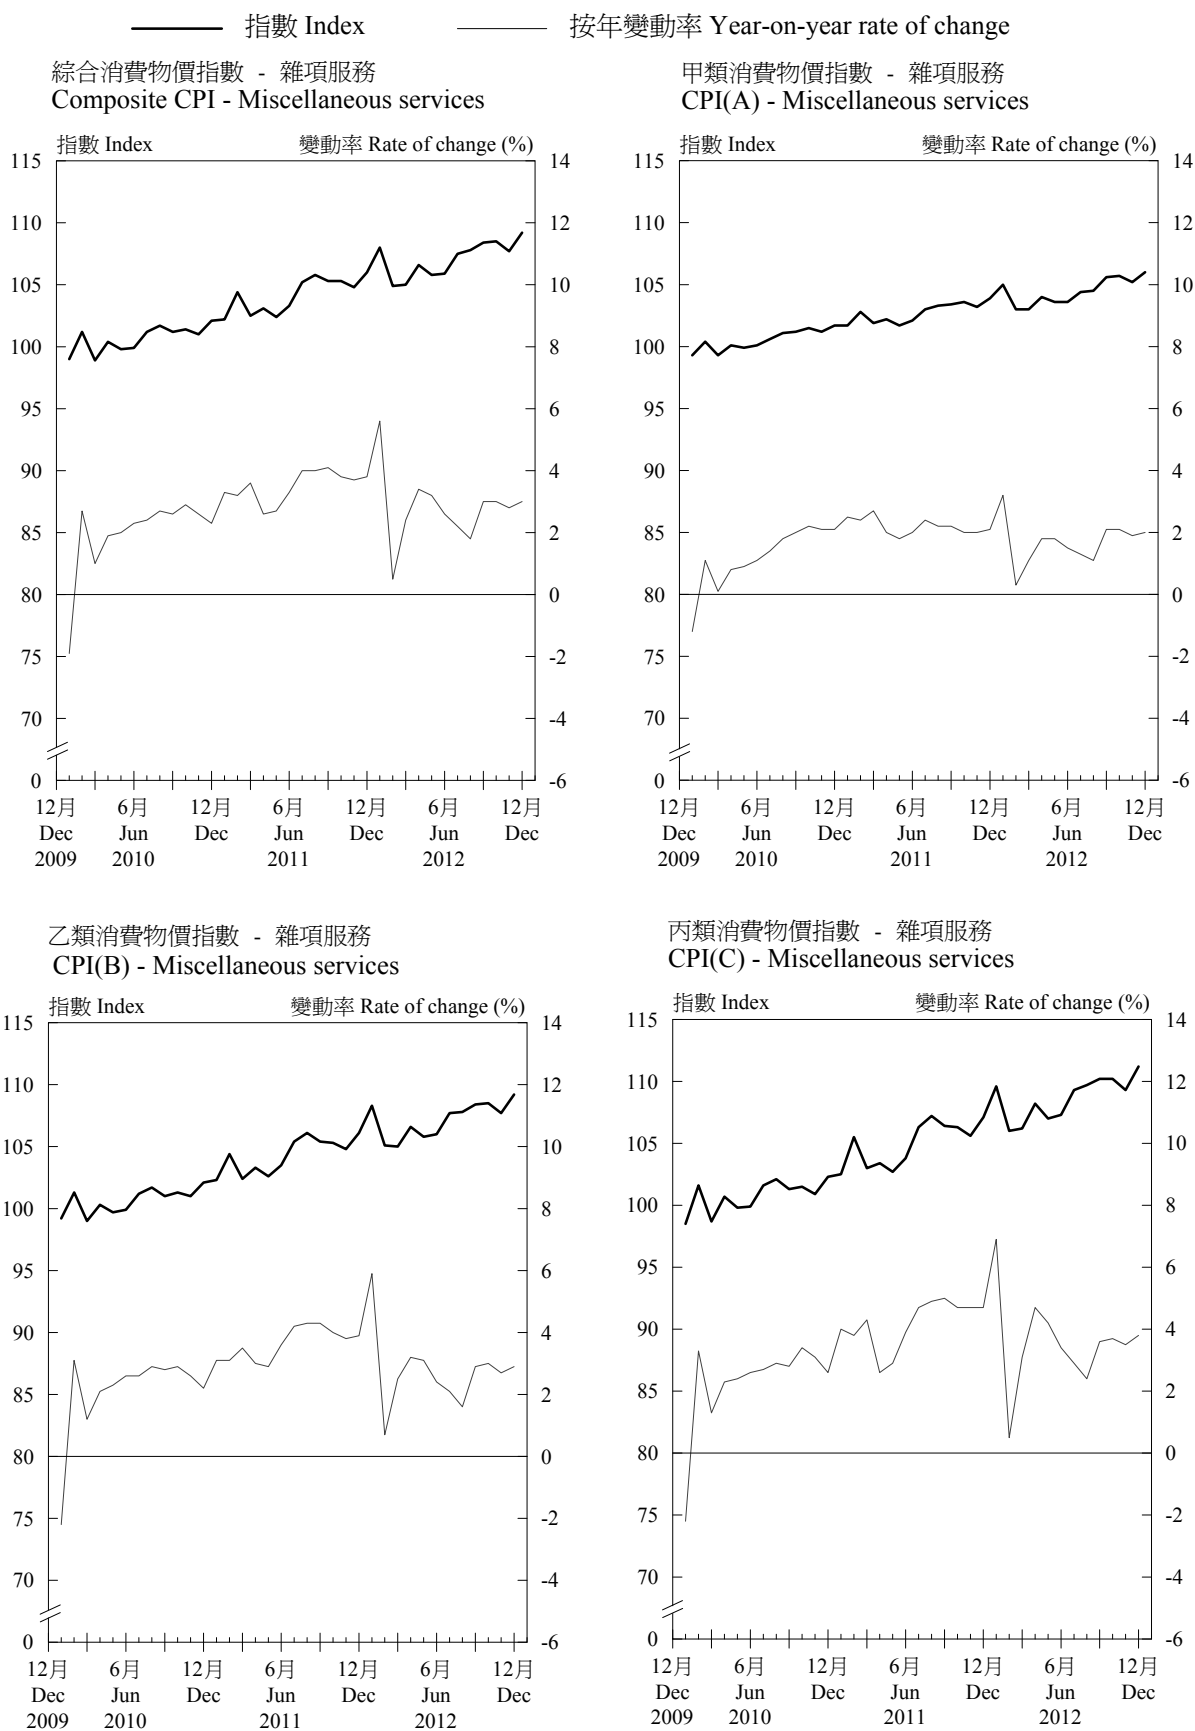 指數 Index 按年變動率 Year-on-year rate of change
綜合消費物價指數 - 雜項服務
Composite CPI - Miscellaneous services
指數 Index 變動率 Rate of change (%)
115 14
110 12
105 10
100 8
95 6
90 4
85 2
80 0
75 -2
70 -4
0 -6
12月 6月 12月 6月 12月 6月 12月
Dec Jun Dec Jun Dec Jun Dec
2009 2010 2011 2012
甲類消費物價指數 - 雜項服務
CPI(A) - Miscellaneous services
指數 Index 變動率 Rate of change (%)
115 14
110 12
105 10
100 8
95 6
90 4
85 2
80 0
75 -2
70 -4
0 -6
12月 6月 12月 6月 12月 6月 12月
Dec Jun Dec Jun Dec Jun Dec
2009 2010 2011 2012
乙類消費物價指數 - 雜項服務
CPI(B) - Miscellaneous services
指數 Index 變動率 Rate of change (%)
115 14
110 12
105 10
100 8
95 6
90 4
85 2
80 0
75 -2
70 -4
0 -6
12月 6月 12月 6月 12月 6月 12月
Dec Jun Dec Jun Dec Jun Dec
2009 2010 2011 2012
丙類消費物價指數 - 雜項服務
CPI(C) - Miscellaneous services
指數 Index 變動率 Rate of change (%)
115 14
110 12
105 10
100 8
95 6
90 4
85 2
80 0
75 -2
70 -4
0 -6
12月 6月 12月 6月 12月 6月 12月
Dec Jun Dec Jun Dec Jun Dec
2009 2010 2011 2012